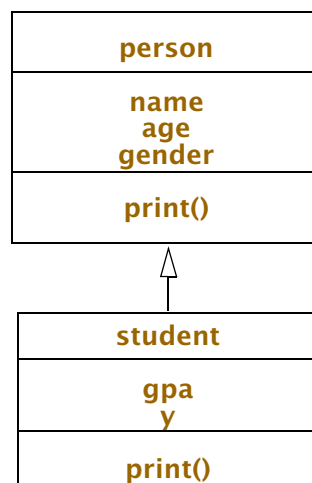 person
name
age
gender
print()
student
gpa
y
print()